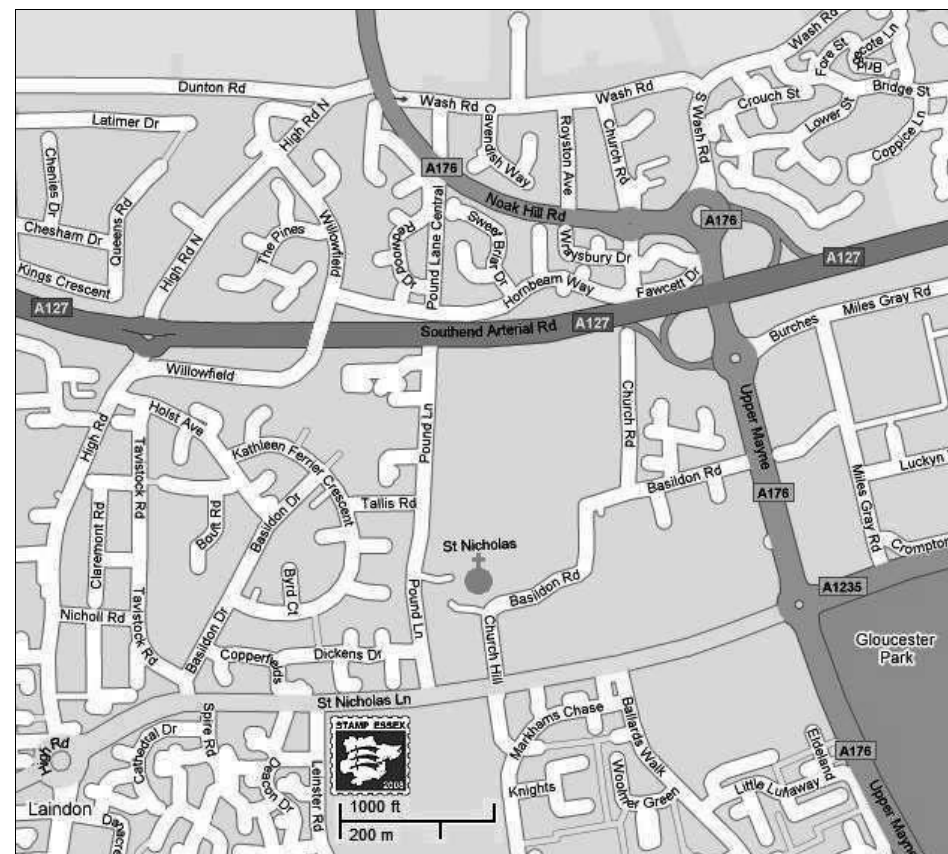 Wash Rd
Fore St
Bridge St
Dunton Rd
Wash Rd
Wash Rd
Crouch St
Lower St
Coppice Ln
Latimer Dr
High Rd N
Cavendish Way
Royston Ave
Church Rd
S Wash Rd
A176
Chenies Dr
Noak Hill Rd
A176
Chesham Dr
Queens Rd
High Rd N
The Pines
Willowfield
Redwood Dr
Pound Lane Central
Sweet Briar Dr
Wraysbury Dr
Kings Crescent
Hornbeam Way
Fawcett Dr
A127
A127
Southend Arterial Rd
A127
Burches
Miles Gray Rd
Willowfield
High Rd
Holst Ave
Pound Ln
Church Rd
Upper Mayne
Tavistock Rd
Kathleen Ferrier Crescent
Basildon Rd
Luckyn
Miles Gray Rd
A176
Claremont Rd
Boult Rd
Basildon Dr
Tallis Rd
St Nicholas
Crompton
Byrd Ct
Pound Ln
Basildon Rd
A1235
Nicholl Rd
Tavistock Rd
Basildon Dr
Copperfields
Dickens Dr
Church Hill
Gloucester
Park
St Nicholas Ln
Markhams Chase
Ballards Walk
STAMP ESSEX
2008
High Rd
Cathedral Dr
Spire Rd
Deacon Dr
Leinster Rd
Knights
Woolmer Green
Little Lullaway
Eldeland
A176
Upper Mayne
Laindon
1000 ft
200 m